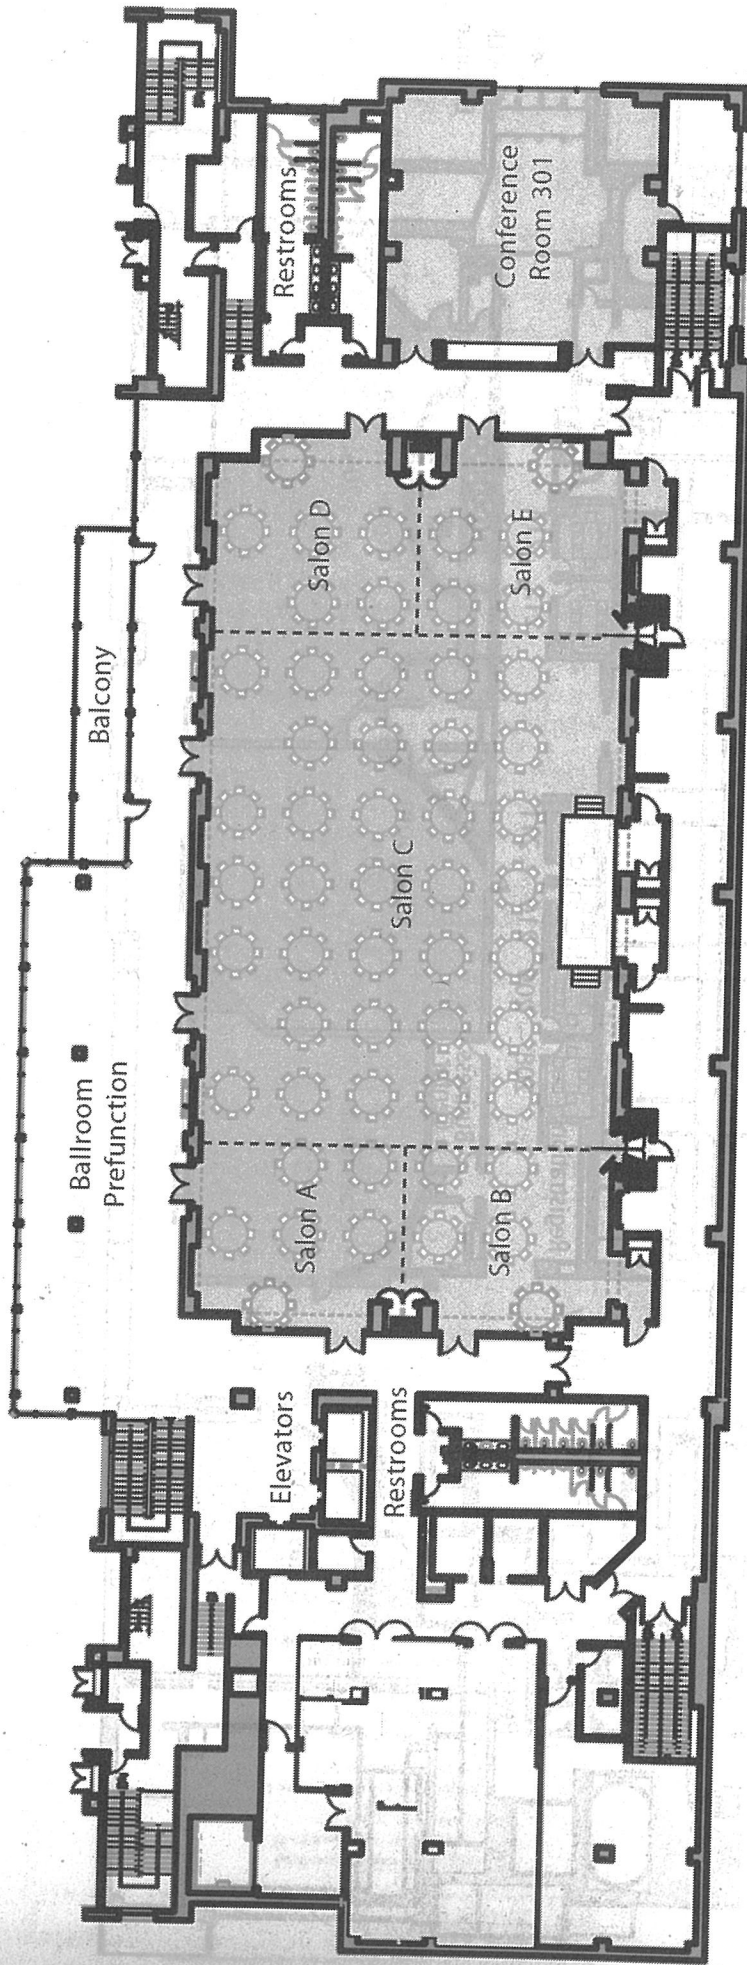 Balcony
Ballroom
Prefunction
Restrooms
Conference
Room 301
Salon D
Salon E
Salon C
Salon A
Salon B
Elevators
Restrooms